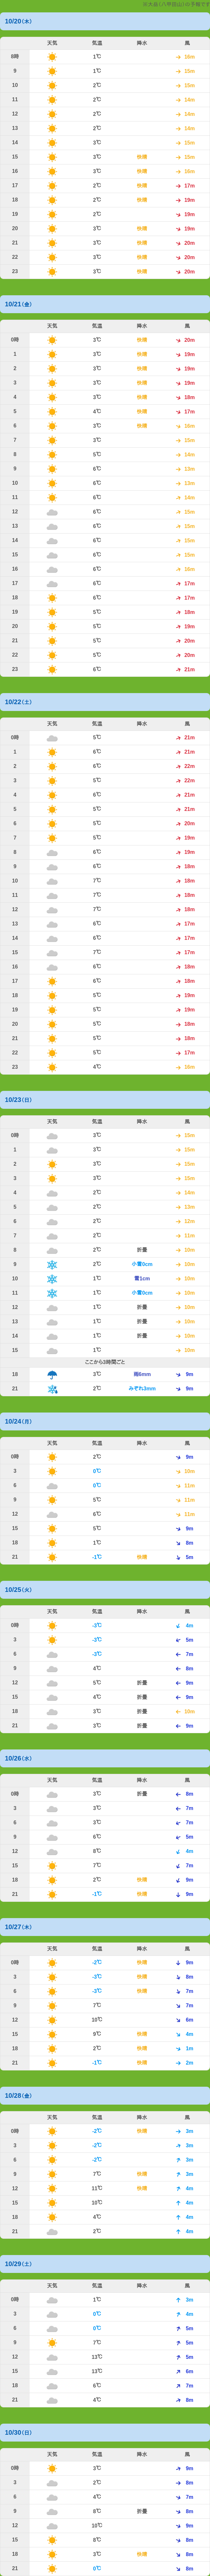 10/20(木)
天気 気温 降水 風
8時 1℃ 16m
9 1℃ 15m
10 2℃ 15m
11 2℃ 14m
12 2℃ 14m
13 2℃ 14m
14 3℃ 15m
15 3℃ 快晴 15m
16 3℃ 快晴 16m
17 2℃ 快晴 17m
18 2℃ 快晴 19m
19 2℃ 19m
20 3℃ 快晴 19m
21 3℃ 快晴 20m
22 3℃ 快晴 20m
23 3℃ 快晴 20m
10/21(金)
天気 気温 降水 風
0時 3℃ 快晴 20m
1 3℃ 快晴 19m
2 3℃ 快晴 19m
3 3℃ 快晴 19m
4 3℃ 快晴 18m
5 4℃ 快晴 17m
6 3℃ 快晴 16m
7 3℃ 15m
8 5℃ 14m
9 6℃ 13m
10 6℃ 13m
11 6℃ 14m
12 6℃ 15m
13 6℃ 15m
14 6℃ 15m
15 6℃ 15m
16 6℃ 16m
17 6℃ 17m
18 6℃ 17m
19 5℃ 18m
20 5℃ 19m
21 5℃ 20m
22 5℃ 20m
23 6℃ 21m
10/22(土)
天気 気温 降水 風
0時 5℃ 21m
1 6℃ 21m
2 6℃ 22m
3 5℃ 22m
4 6℃ 21m
5 5℃ 21m
6 5℃ 20m
7 5℃ 19m
8 6℃ 19m
9 6℃ 18m
10 7℃ 18m
11 7℃ 18m
12 7℃ 18m
13 6℃ 17m
14 6℃ 17m
15 7℃ 17m
16 6℃ 18m
17 6℃ 18m
18 5℃ 19m
19 5℃ 19m
20 5℃ 18m
21 5℃ 18m
22 5℃ 17m
23 4℃ 16m
10/23(日)
天気 気温 降水 風
0時 3℃ 15m
1 3℃ 15m
2 3℃ 15m
3 3℃ 15m
4 2℃ 14m
5 2℃ 13m
6 2℃ 12m
7 2℃ 11m
8 2℃ 折畳 10m
9 2℃ 小雪0cm 10m
10 1℃ 雪1cm 10m
11 1℃ 小雪0cm 10m
12 1℃ 折畳 10m
13 1℃ 折畳 10m
14 1℃ 折畳 10m
15 1℃ 10m
ここから3時間ごと
18 3℃ 雨8mm 9m
21 2℃ みぞれ3mm 9m
10/24(月)
天気 気温 降水 風
0時 2℃ 9m
3 0℃ 10m
6 0℃ 11m
9 5℃ 11m
12 6℃ 11m
15 5℃ 9m
18 1℃ 8m
21 -1℃ 快晴 5m
10/25(火)
天気 気温 降水 風
0時 -3℃ 4m
3 -3℃ 5m
6 -3℃ 7m
9 4℃ 8m
12 5℃ 折畳 9m
15 4℃ 折畳 9m
18 3℃ 折畳 10m
21 3℃ 折畳 9m
10/26(水)
天気 気温 降水 風
0時 3℃ 折畳 8m
3 3℃ 7m
6 3℃ 7m
9 6℃ 5m
12 8℃ 4m
15 7℃ 7m
18 2℃ 快晴 9m
21 -1℃ 快晴 9m
10/27(木)
天気 気温 降水 風
0時 -2℃ 快晴 9m
3 -3℃ 快晴 8m
6 -3℃ 快晴 7m
9 7℃ 7m
12 10℃ 6m
15 9℃ 快晴 4m
18 2℃ 快晴 1m
21 -1℃ 快晴 2m
10/28(金)
天気 気温 降水 風
0時 -2℃ 快晴 3m
3 -2℃ 3m
6 -2℃ 3m
9 7℃ 快晴 3m
12 11℃ 快晴 4m
15 10℃ 4m
18 4℃ 4m
21 2℃ 4m
10/29(土)
天気 気温 降水 風
0時 1℃ 3m
3 0℃ 4m
6 0℃ 5m
9 7℃ 5m
12 13℃ 5m
15 13℃ 6m
18 6℃ 7m
21 4℃ 8m
10/30(日)
天気 気温 降水 風
0時 3℃ 9m
3 2℃ 8m
6 4℃ 7m
9 8℃ 折畳 8m
12 10℃ 9m
15 8℃ 8m
18 3℃ 快晴 8m
21 0℃ 8m